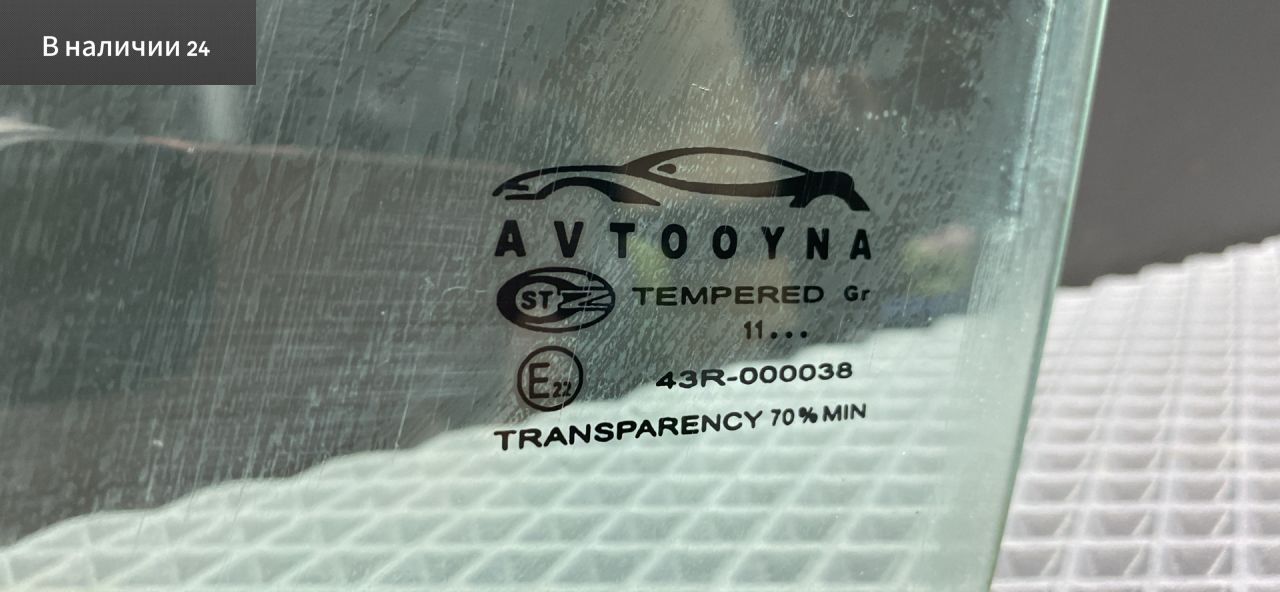 В наличии 24
AVTOOYNA
ST TEMPERED Gr
11...
E22 43R-000038
TRANSPARENCY 70% MIN